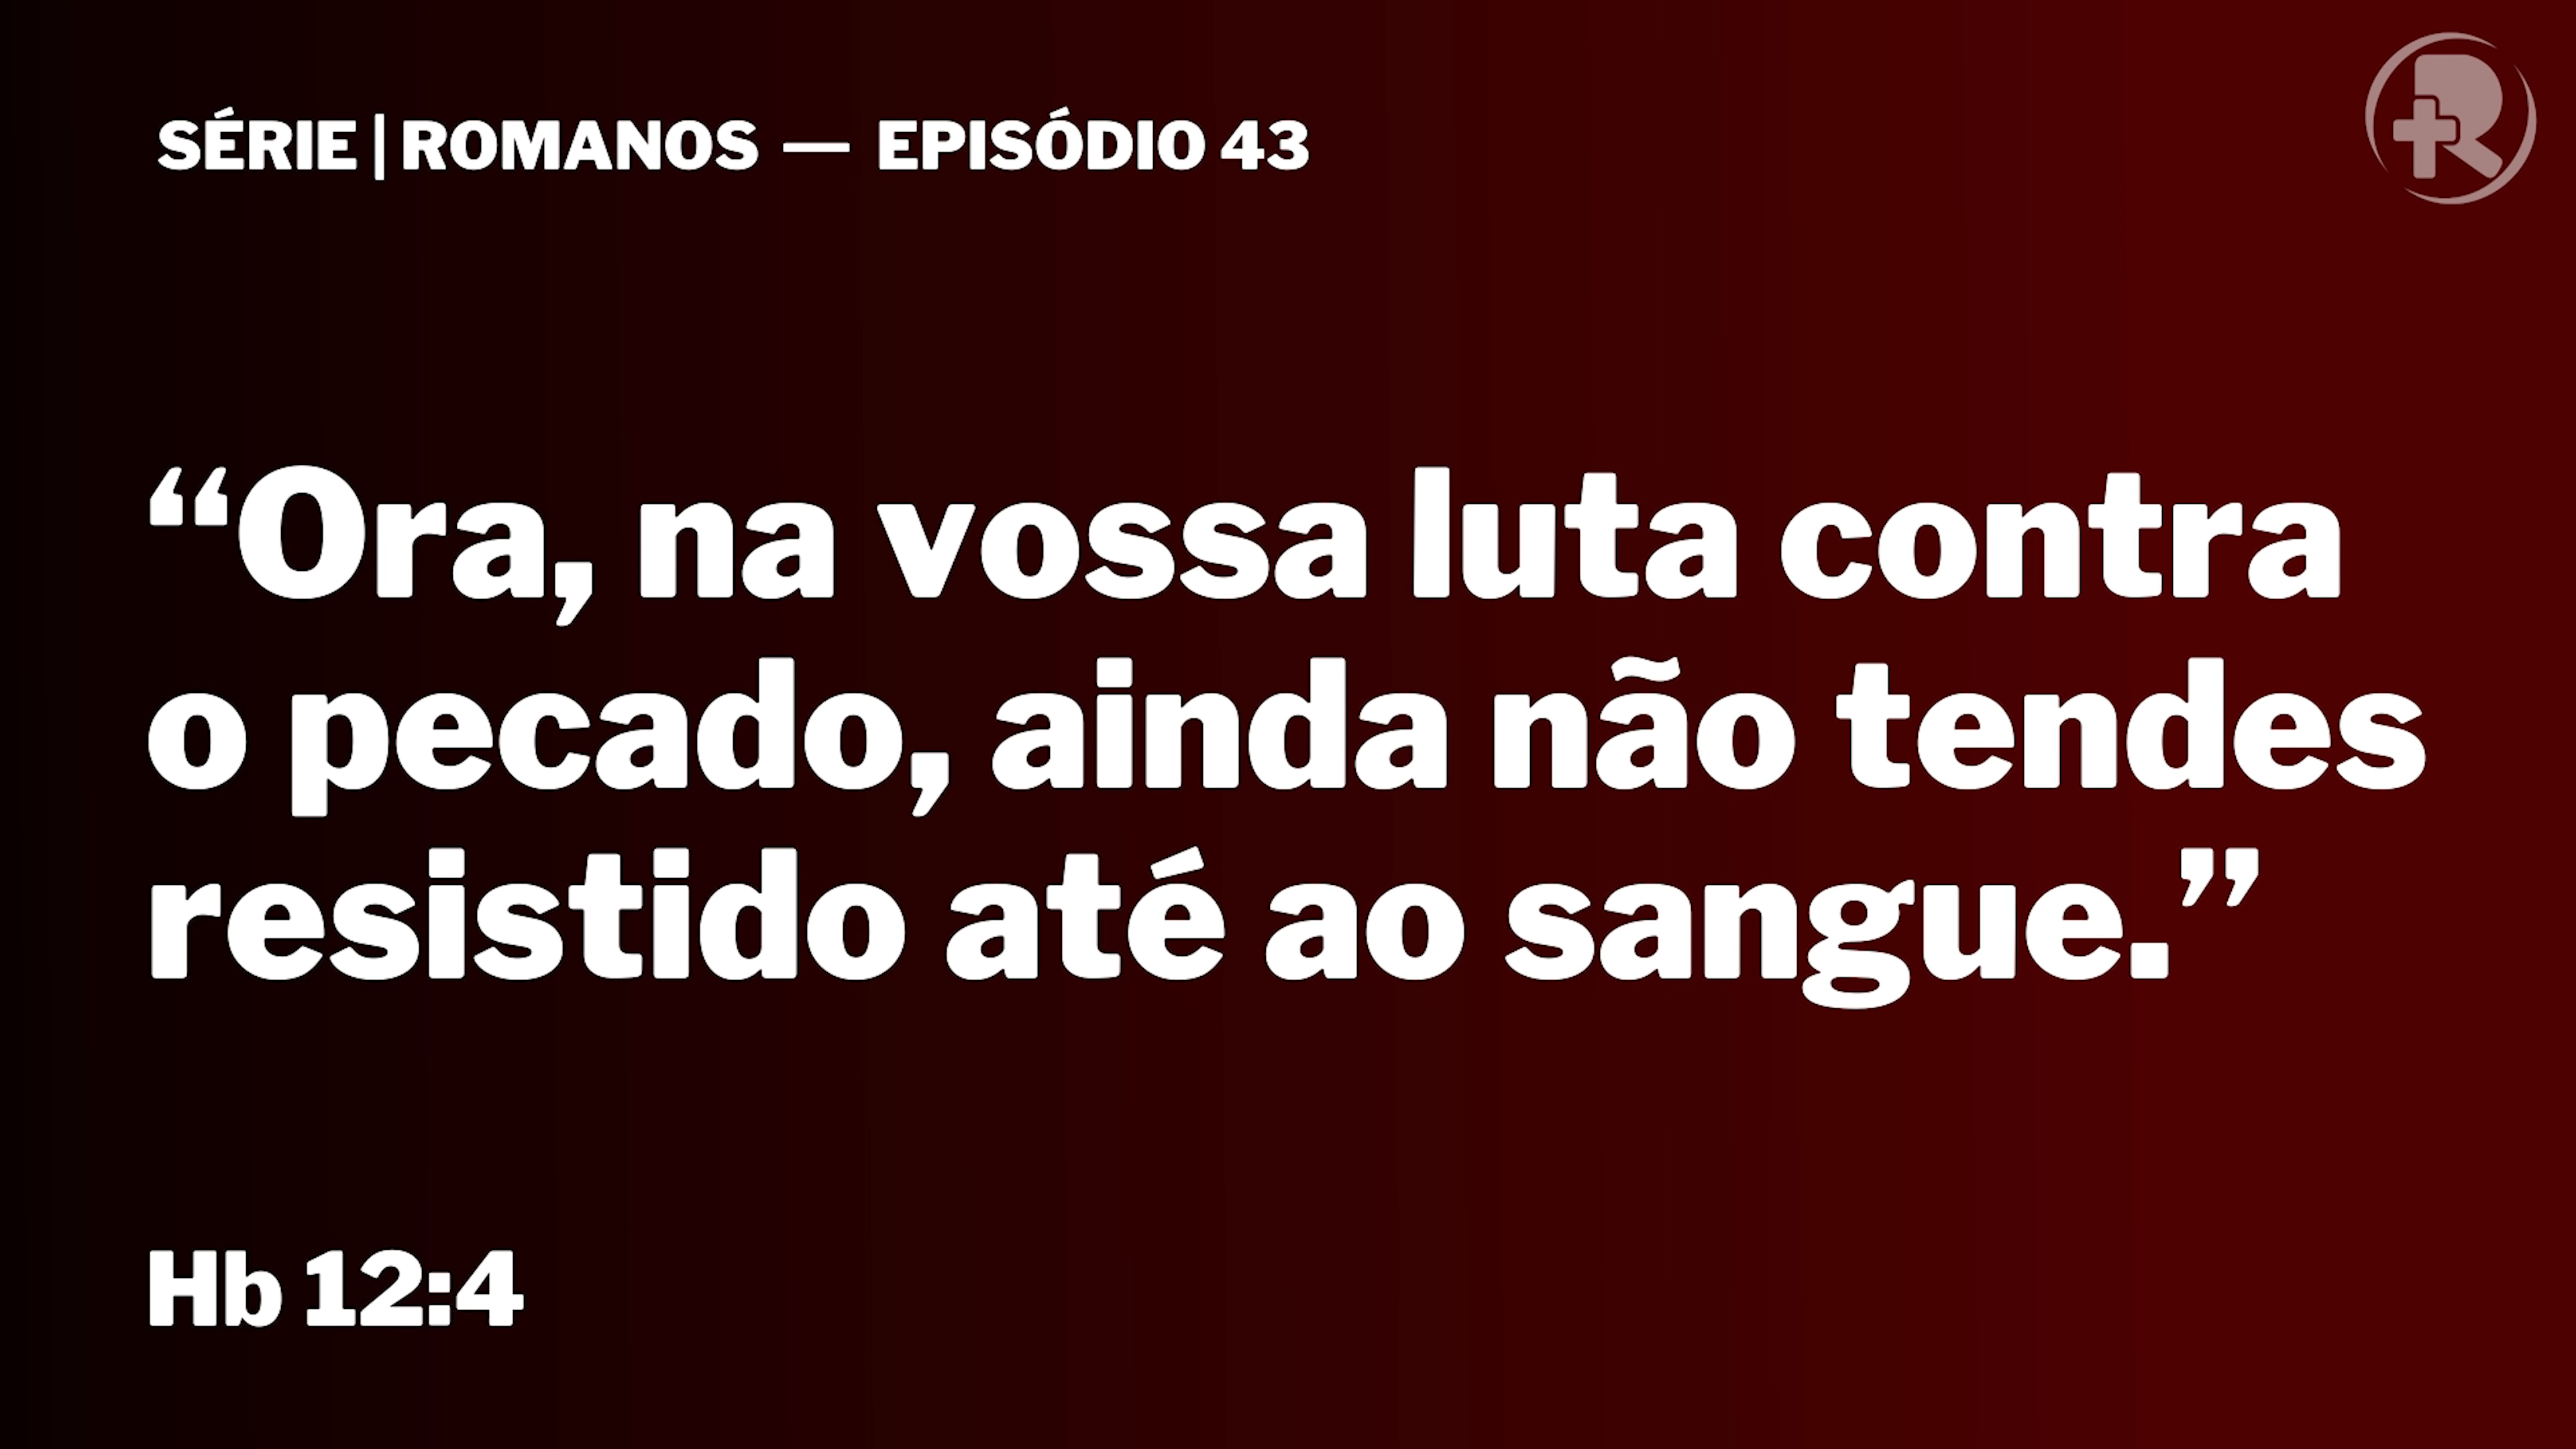 SÉRIE | ROMANOS — EPISÓDIO 43
“Ora, na vossa luta contra
o pecado, ainda não tendes
resistido até ao sangue.”
Hb 12:4